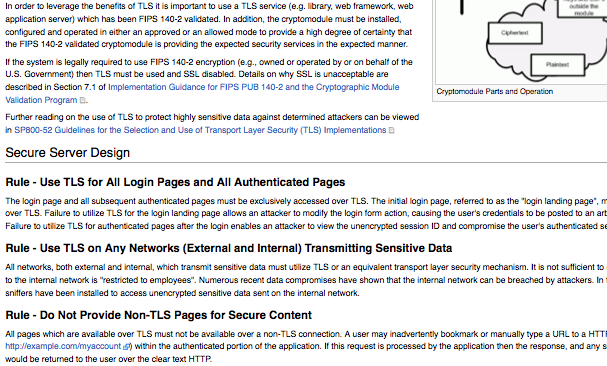 In order to leverage the benefits of TLS it is important to use a TLS service (e.g. library, web framework, web
application server) which has been FIPS 140-2 validated. In addition, the cryptomodule must be installed,
configured and operated in either an approved or an allowed mode to provide a high degree of certainty that
the FIPS 140-2 validated cryptomodule is providing the expected security services in the expected manner.
If the system is legally required to use FIPS 140-2 encryption (e.g., owned or operated by or on behalf of the
U.S. Government) then TLS must be used and SSL disabled. Details on why SSL is unacceptable are
described in Section 7.1 of Implementation Guidance for FIPS PUB 140-2 and the Cryptographic Module
Validation Program
Further reading on the use of TLS to protect highly sensitive data against determined attackers can be viewed
in SP800-52 Guidelines for the Selection and Use of Transport Layer Security (TLS) Implementations
outside the
module
Ciphertext
Plaintext
Cryptomodule Parts and Operation
Secure Server Design
Rule - Use TLS for All Login Pages and All Authenticated Pages
The login page and all subsequent authenticated pages must be exclusively accessed over TLS. The initial login page, referred to as the "login landing page",
over TLS. Failure to utilize TLS for the login landing page allows an attacker to modify the login form action, causing the user's credentials to be posted to an
Failure to utilize TLS for authenticated pages after the login enables an attacker to view the unencrypted session ID and compromise the user's authenticated
Rule - Use TLS on Any Networks (External and Internal) Transmitting Sensitive Data
All networks, both external and internal, which transmit sensitive data must utilize TLS or an equivalent transport layer security mechanism. It is not sufficient to
to the internal network is "restricted to employees". Numerous recent data compromises have shown that the internal network can be breached by attackers. In
sniffers have been installed to access unencrypted sensitive data sent on the internal network.
Rule - Do Not Provide Non-TLS Pages for Secure Content
All pages which are available over TLS must not be available over a non-TLS connection. A user may inadvertently bookmark or manually type a URL to a HTTP
http://example.com/myaccount) within the authenticated portion of the application. If this request is processed by the application then the response, and any
would be returned to the user over the clear text HTTP.